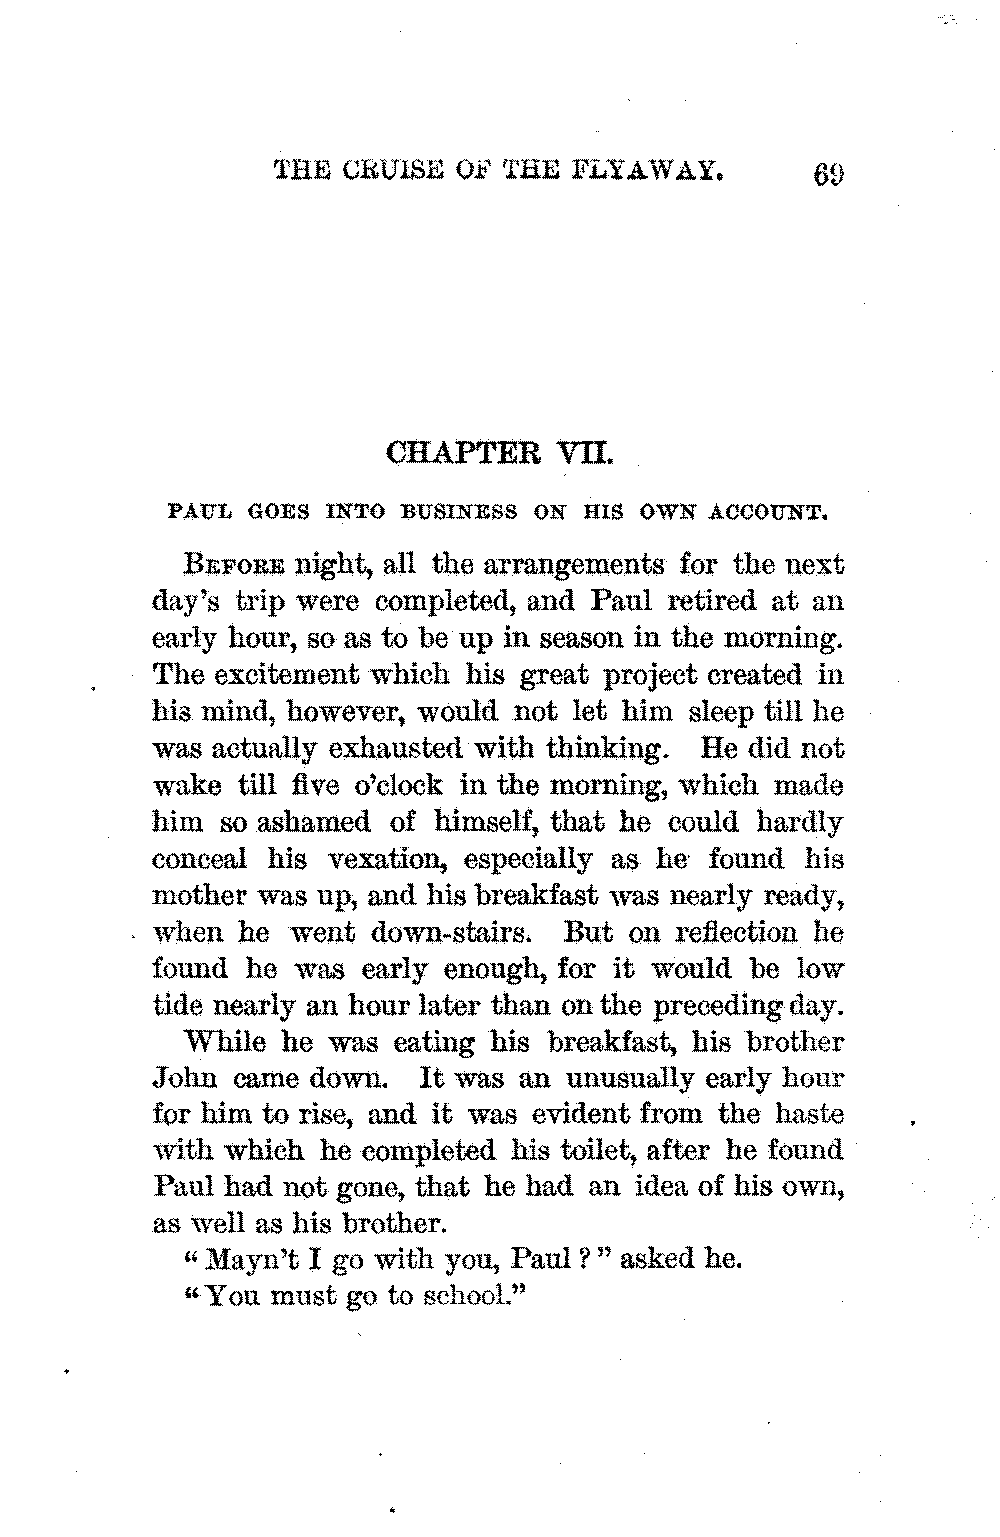 THE CRUISE OF THE FLYAWAY. 69
CHAPTER VII.
PAUL GOES INTO BUSINESS ON HIS OWN ACCOUNT.
BEFORE night, all the arrangements for the next
day's trip were completed, and Paul retired at an
early hour, so as to be up in season in the morning.
The excitement which his great project created in
his mind, however, would not let him sleep till he
was actually exhausted with thinking. He did not
wake till five o'clock in the morning, which made
him so ashamed of himself, that he could hardly
conceal his vexation, especially as he found his
mother was up, and his breakfast was nearly ready,
when he went down-stairs. But on reflection he
found he was early enough, for it would be low
tide nearly an hour later than on the preceding day.
While he was eating his breakfast, his brother
John came down. It was an unusually early hour
for him to rise, and it was evident from the haste
with which he completed his toilet, after he found
Paul had not gone, that he had an idea of his own,
as well as his brother.
"Mayn't I go with you, Paul?" asked he.
"You must go to school."